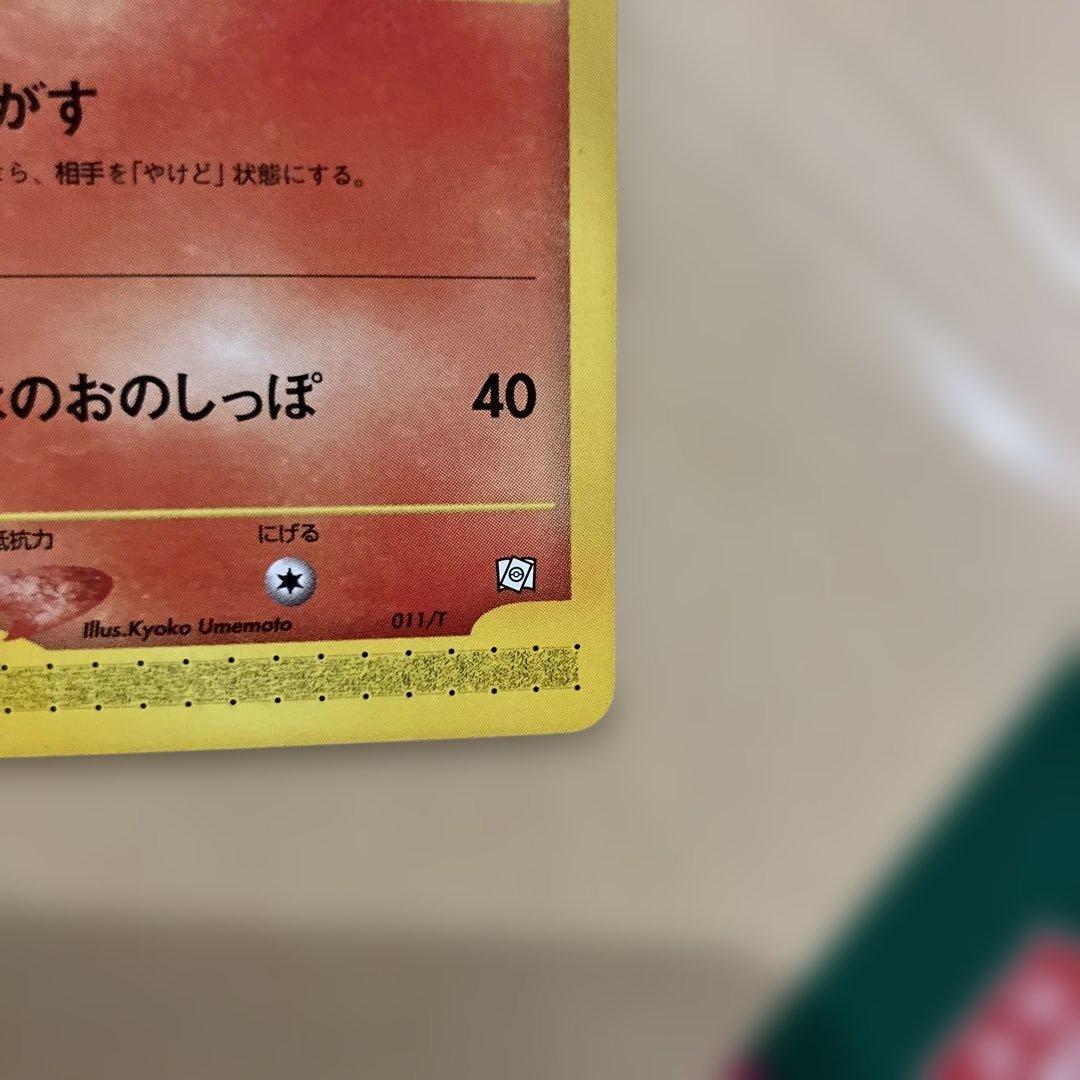 がす
ら、相手を「やけど」状態にする。
のおのしっぽ 40
抵抗力 にげる
Illus.Kyoko Umemoto 011/T